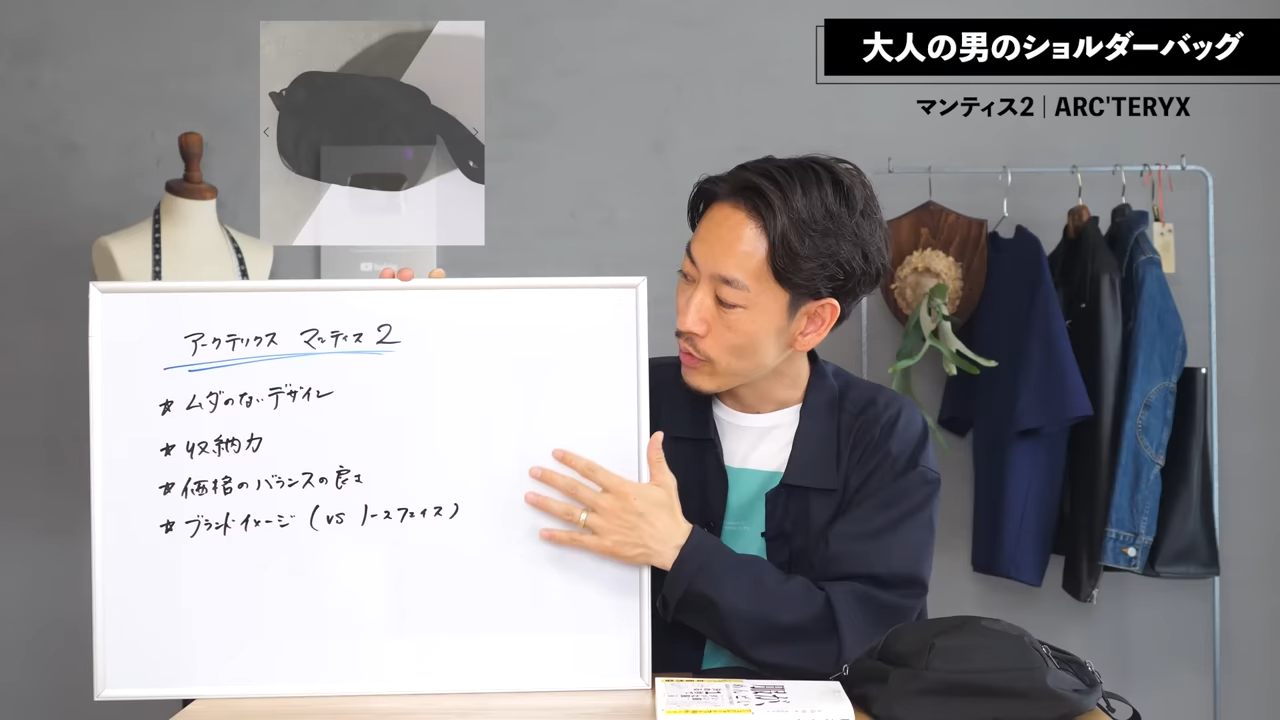 大人の男のショルダーバッグ
マンティス2｜ARC'TERYX
アークテリクス マンティス2
☆ムダのないデザイン
☆収納力
☆価格のバランスの良さ
☆ブランドイメージ (vs ノースフェイス)